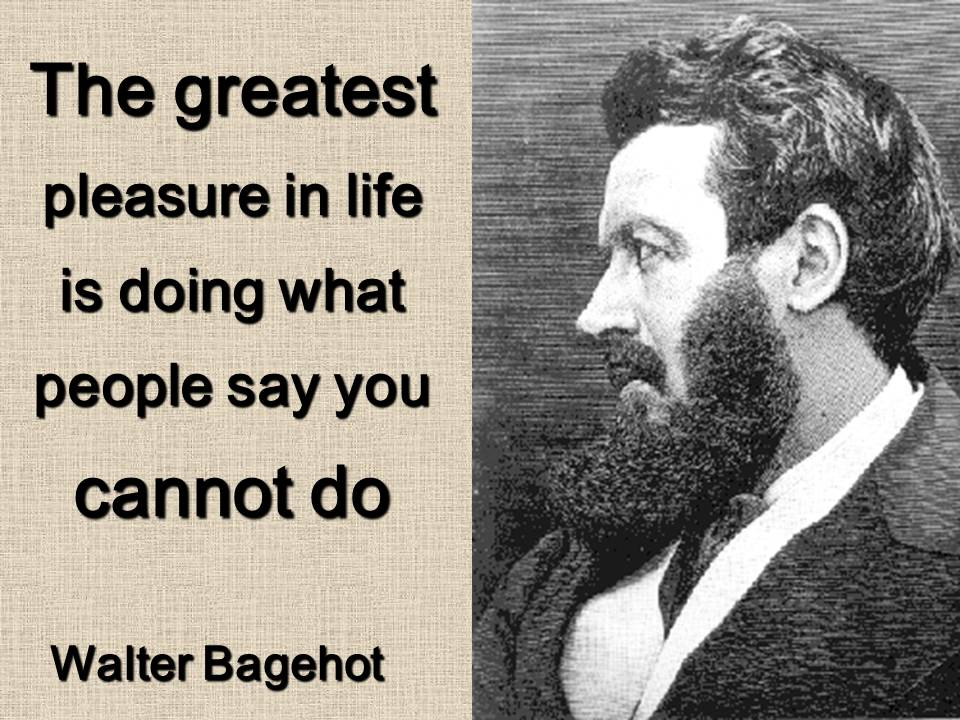 The greatest
pleasure in life
is doing what
people say you
cannot do
Walter Bagehot